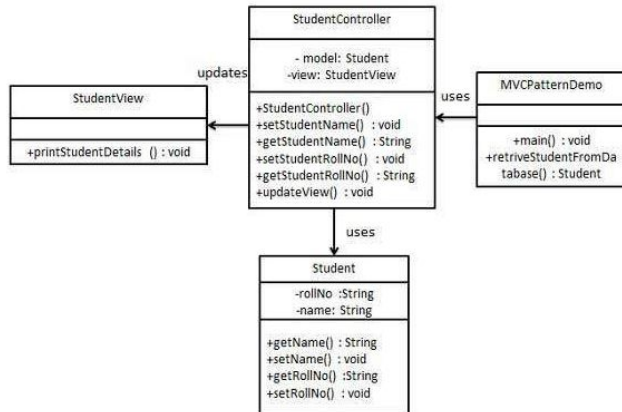 StudentController
- model: Student
-view: StudentView
+StudentController()
+setStudentName() : void
+getStudentName() : String
+setStudentRollNo() : void
+getStudentRollNo() : String
+updateView() : void
updates
StudentView
+printStudentDetails () : void
uses
MVCPatternDemo
+main() : void
+retriveStudentFromDa
tabase() : Student
uses
Student
-rollNo :String
-name: String
+getName() : String
+setName() : void
+getRollNo() :String
+setRollNo() : void